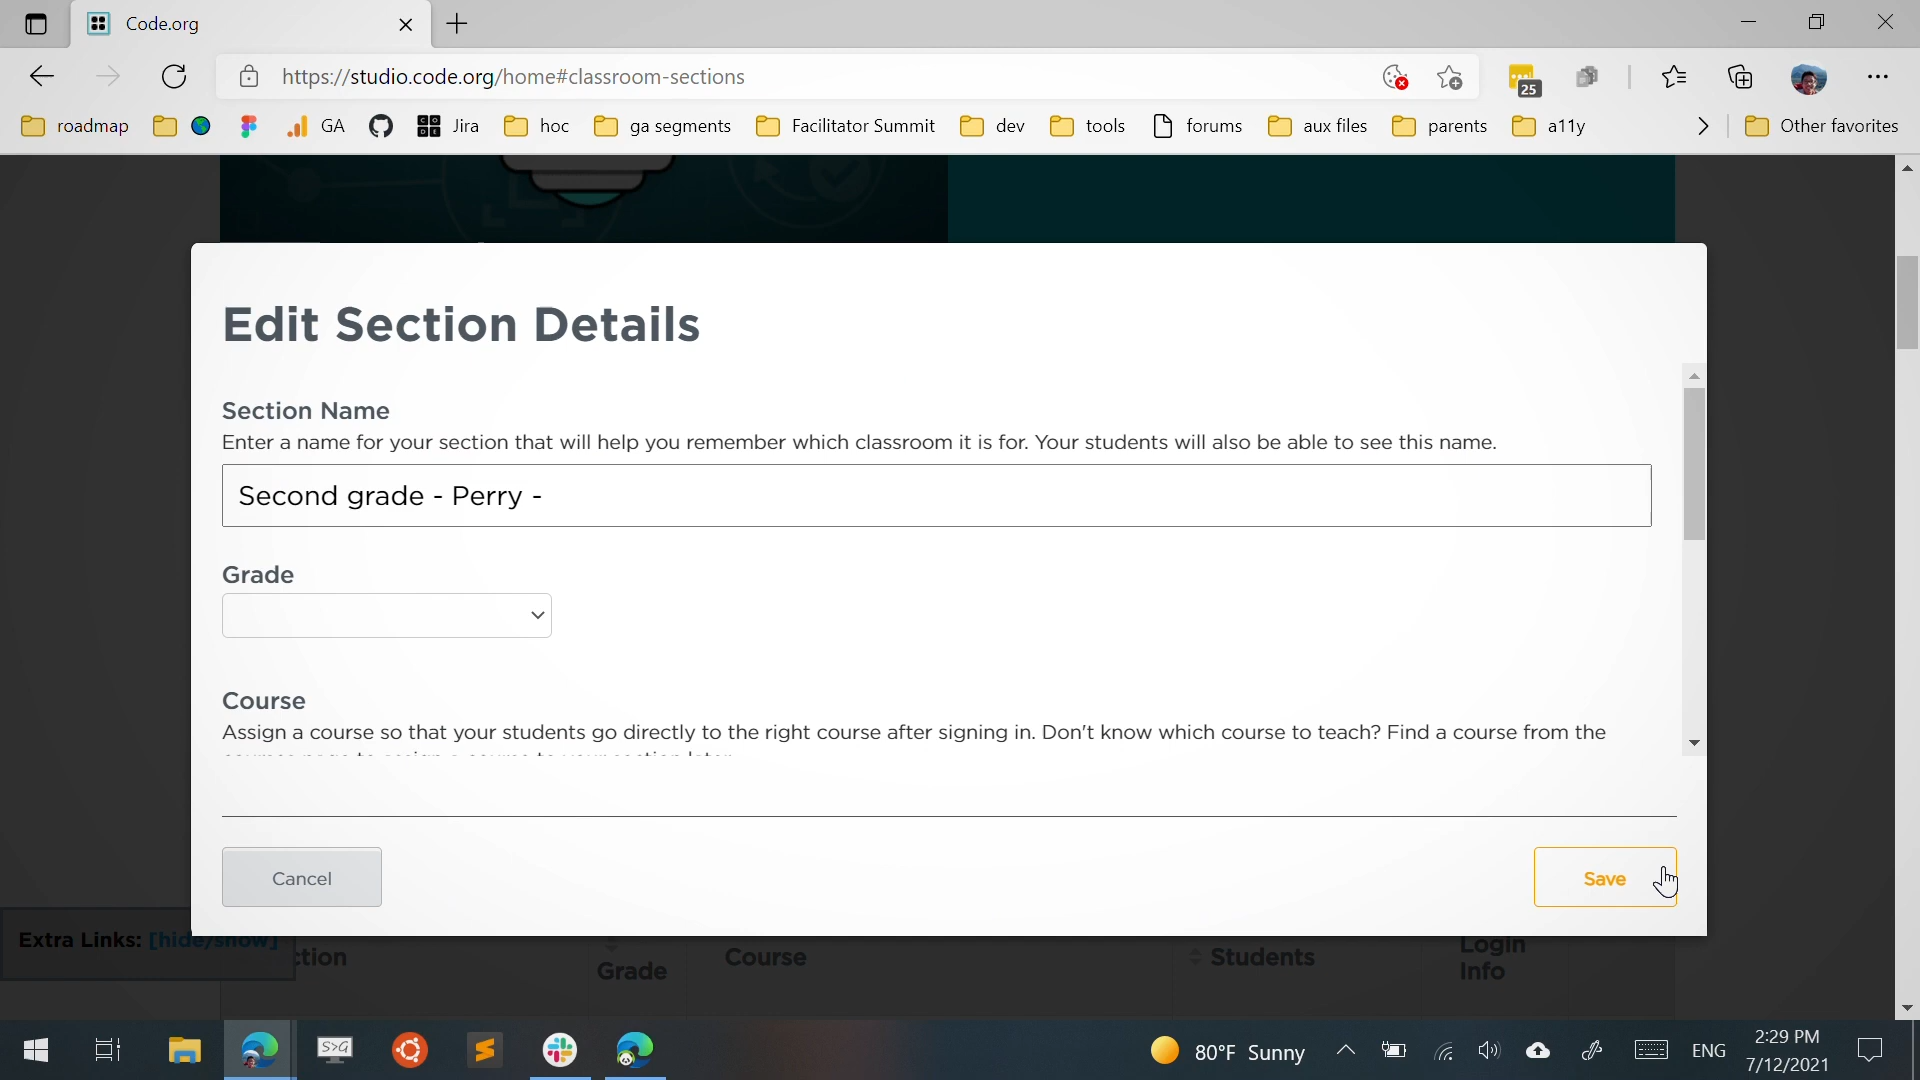 Code.org
https://studio.code.org/home#classroom-sections
25
roadmap GA Jira hoc ga segments Facilitator Summit dev tools forums aux files parents a11y Other favorites
Edit Section Details
Section Name
Enter a name for your section that will help you remember which classroom it is for. Your students will also be able to see this name.
Second grade - Perry -
Grade
Course
Assign a course so that your students go directly to the right course after signing in. Don't know which course to teach? Find a course from the
Cancel Save
Extra Links: [hide/show]
ction Grade Course Students Login Info
S>G 80°F Sunny ENG 2:29 PM
7/12/2021